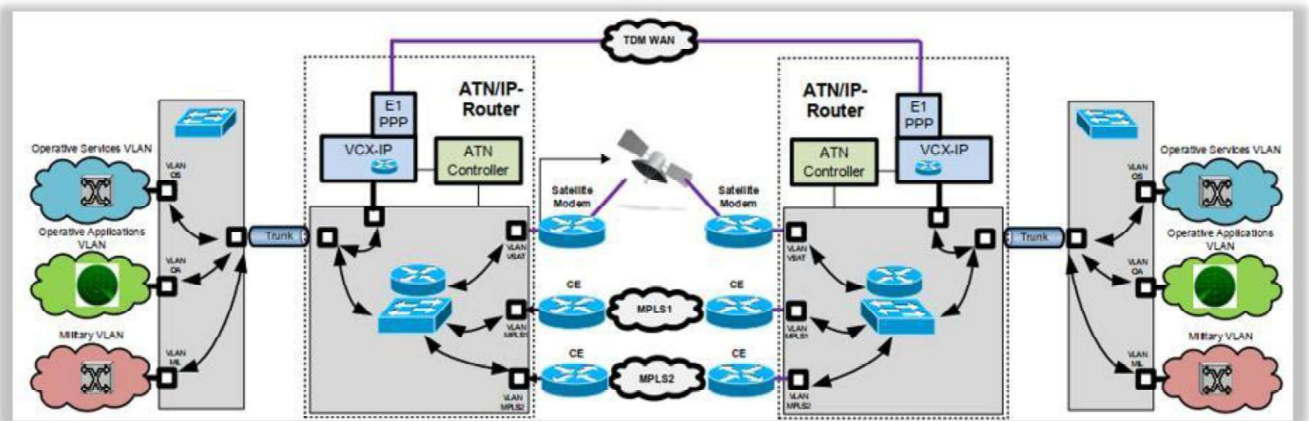 TDM WAN
ATN/IP-
Router
E1
PPP
VCX-IP
ATN
Controller
Operative Services VLAN
VLAN
OS
Operative Applications
VLAN
VLAN
OA
Military VLAN
VLAN
MIL
Trunk
Satellite
Modem
VLAN
VSAT
CE
VLAN
MPLS1
MPLS1
CE
VLAN
MPLS2
MPLS2
ATN/IP-
Router
E1
PPP
ATN
Controller
VCX-IP
Satellite
Modem
VLAN
VSAT
CE
VLAN
MPLS1
CE
VLAN
MPLS2
Trunk
VLAN
OS
Operative Services VLAN
VLAN
OA
Operative Applications
VLAN
VLAN
MIL
Military VLAN